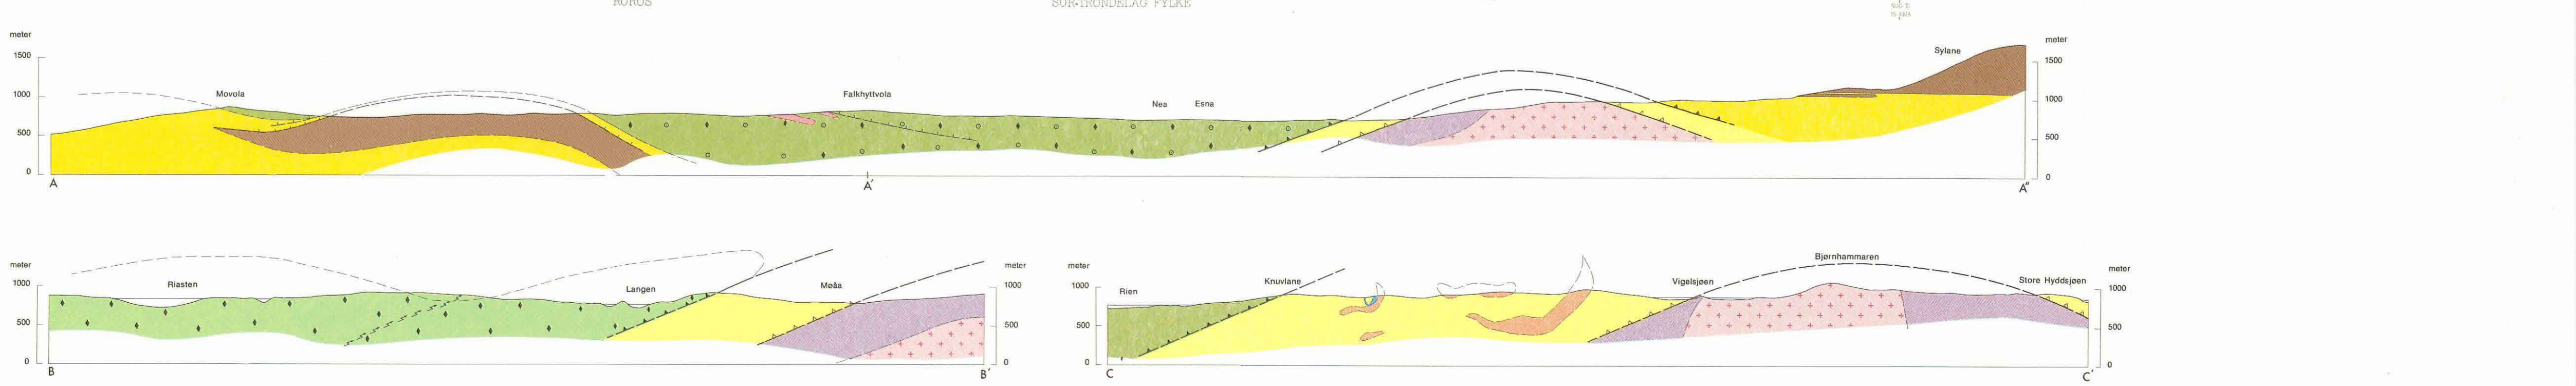 RØROS
SØR-TRØNDELAG FYLKE
meter
1500
1000
500
0
Movola
Falkhyttvola
Nea
Esna
Sylane
meter
1500
1000
500
0
A
A'
A"
meter
1000
500
0
Riasten
Langen
Møåa
meter
1000
500
0
B
B'
meter
1000
500
0
Rien
Knuvlane
Vigelsjøen
Bjørnhammaren
Store Hyddsjøen
meter
1000
500
0
C
C'